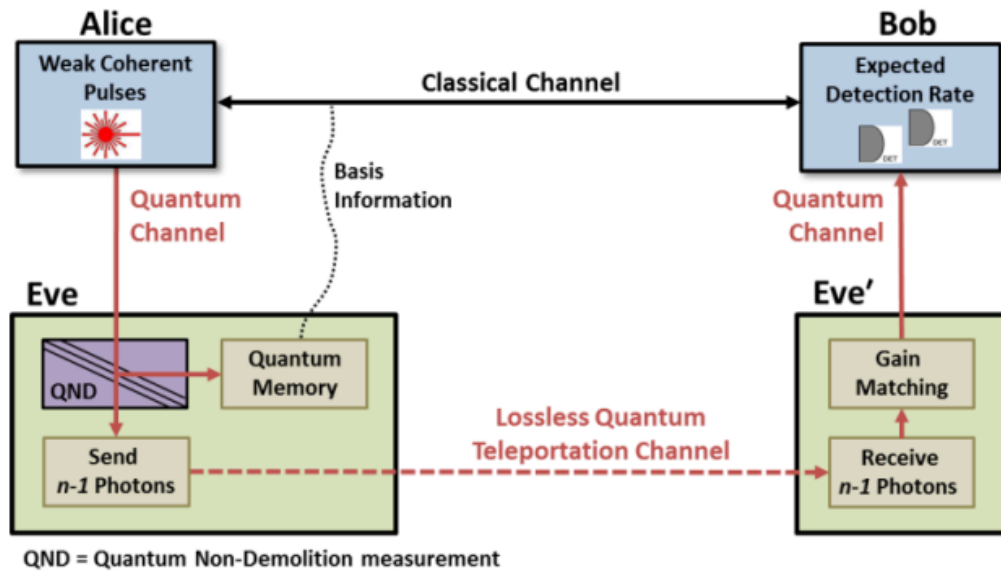 Alice
Bob
Weak Coherent
Pulses
Classical Channel
Expected
Detection Rate
DET
DET
Basis
Information
Quantum
Channel
Quantum
Channel
Eve
Eve’
QND
Quantum
Memory
Gain
Matching
Lossless Quantum
Teleportation Channel
Send
n-1 Photons
Receive
n-1 Photons
QND = Quantum Non-Demolition measurement